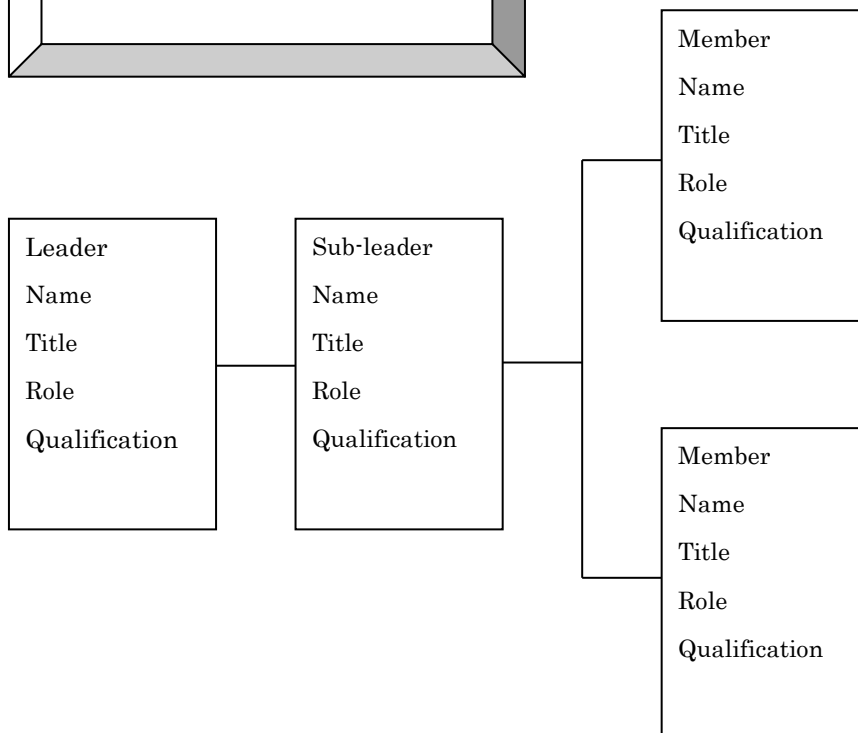 Leader
Name
Title
Role
Qualification
Sub-leader
Name
Title
Role
Qualification
Member
Name
Title
Role
Qualification
Member
Name
Title
Role
Qualification